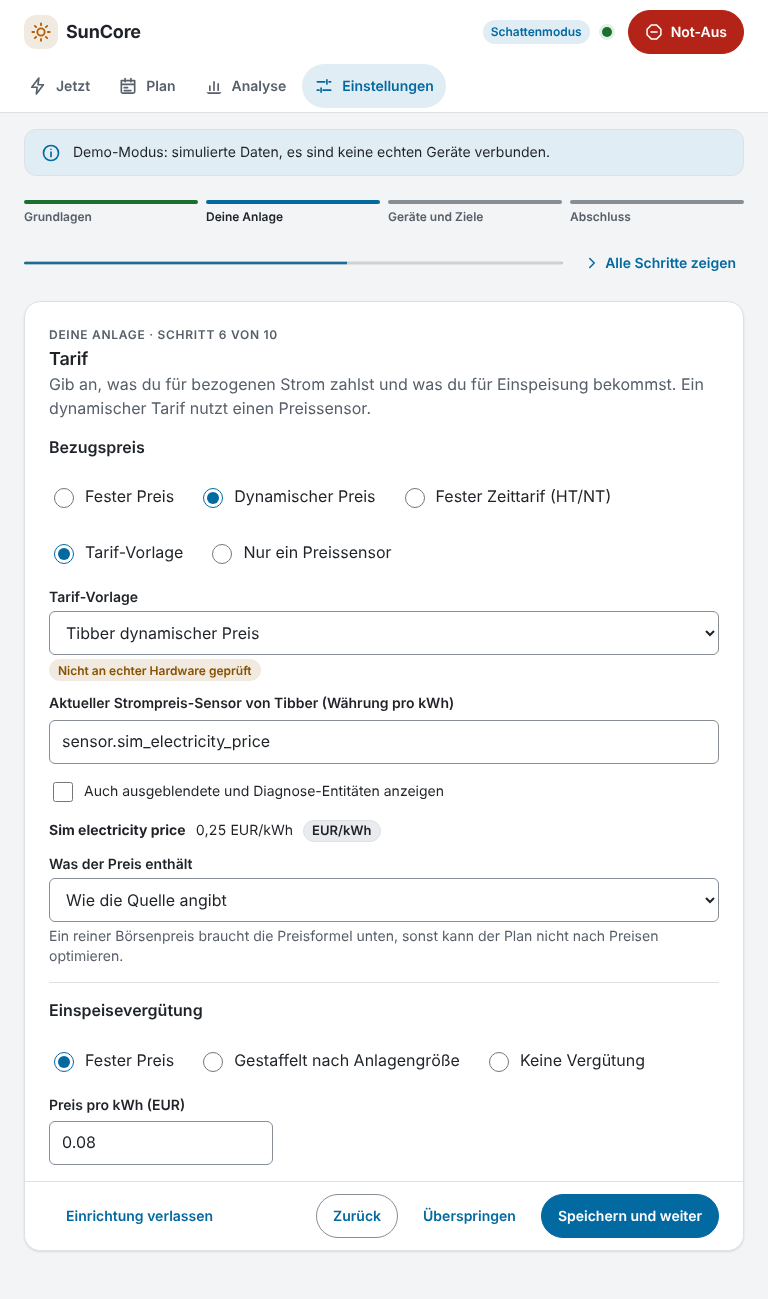 SunCore
Schattenmodus
Not-Aus
Jetzt
Plan
Analyse
Einstellungen
Demo-Modus: simulierte Daten, es sind keine echten Geräte verbunden.
Grundlagen
Deine Anlage
Geräte und Ziele
Abschluss
Alle Schritte zeigen
DEINE ANLAGE · SCHRITT 6 VON 10
Tarif
Gib an, was du für bezogenen Strom zahlst und was du für Einspeisung bekommst. Ein
dynamischer Tarif nutzt einen Preissensor.
Bezugspreis
Fester Preis
Dynamischer Preis
Fester Zeittarif (HT/NT)
Tarif-Vorlage
Nur ein Preissensor
Tarif-Vorlage
Tibber dynamischer Preis
Nicht an echter Hardware geprüft
Aktueller Strompreis-Sensor von Tibber (Währung pro kWh)
sensor.sim_electricity_price
Auch ausgeblendete und Diagnose-Entitäten anzeigen
Sim electricity price 0,25 EUR/kWh EUR/kWh
Was der Preis enthält
Wie die Quelle angibt
Ein reiner Börsenpreis braucht die Preisformel unten, sonst kann der Plan nicht nach Preisen
optimieren.
Einspeisevergütung
Fester Preis
Gestaffelt nach Anlagengröße
Keine Vergütung
Preis pro kWh (EUR)
0.08
Einrichtung verlassen
Zurück
Überspringen
Speichern und weiter